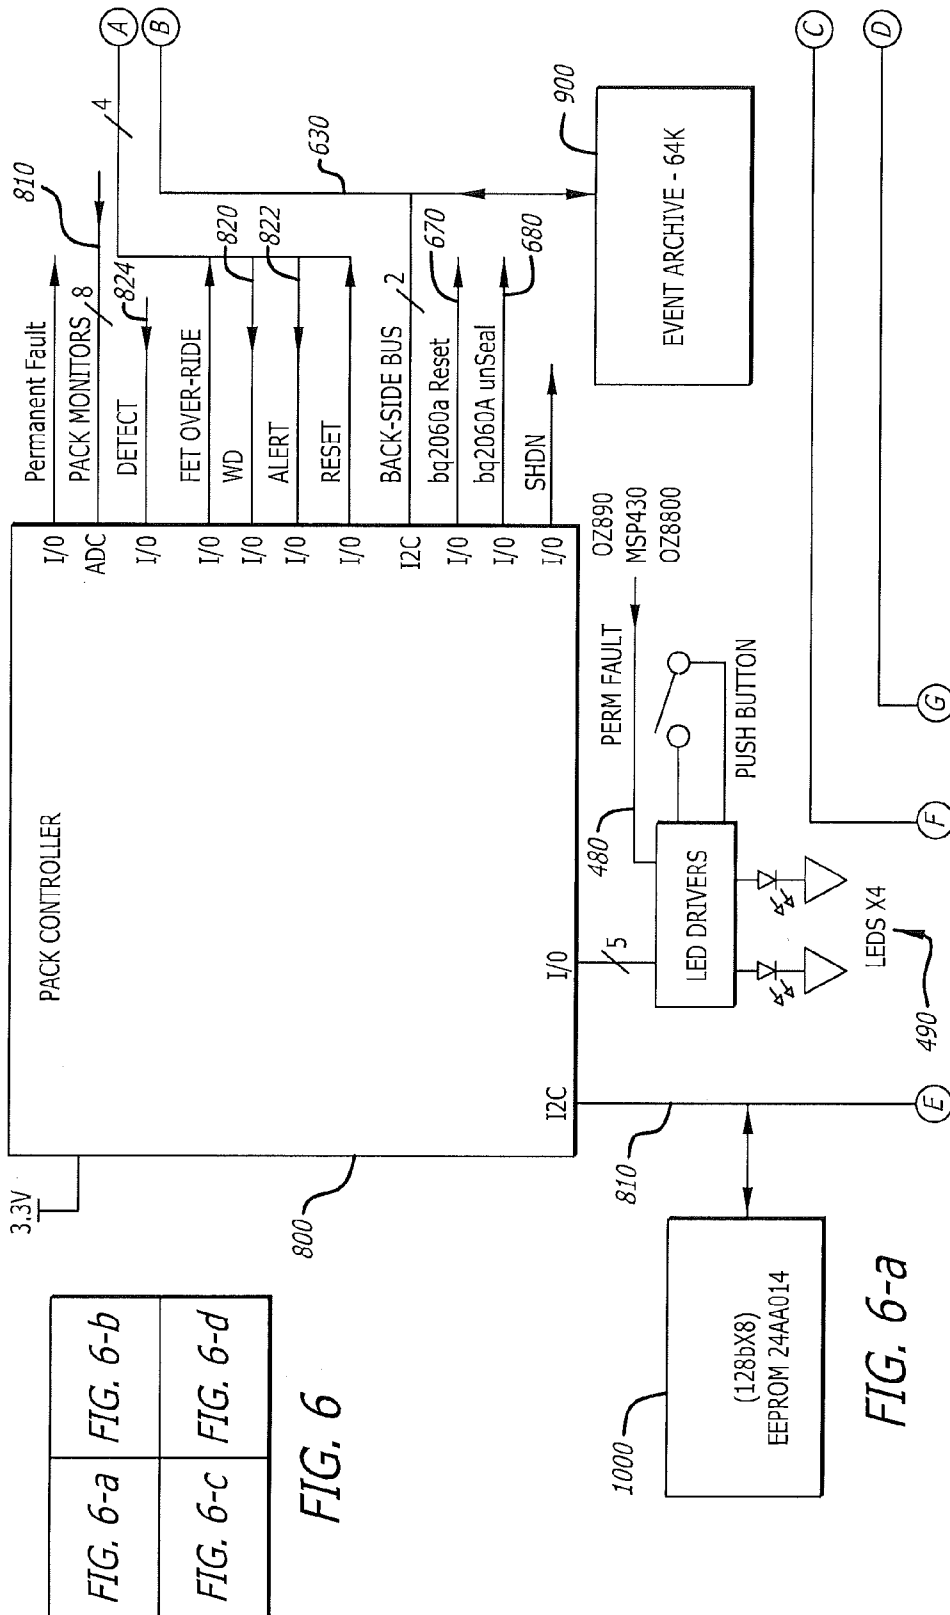 FIG. 6-a
FIG. 6-b
FIG. 6-c
FIG. 6-d
FIG. 6
3.3V
800
PACK CONTROLLER
I/O
Permanent Fault
ADC
PACK MONITORS
8
810
I/O
DETECT
824
I/O
FET OVER-RIDE
I/O
WD
820
I/O
ALERT
822
I/O
RESET
4
A
B
I2C
BACK-SIDE BUS
2
630
I/O
bq2060a Reset
670
I/O
bq2060A unSeal
680
I/O
SHDN
900
EVENT ARCHIVE - 64K
I2C
I/O
5
810
480
PERM FAULT
OZ890
MSP430
OZ8800
LED DRIVERS
PUSH BUTTON
LEDS X4
490
1000
(128bX8)
EEPROM 24AA014
E
F
G
C
D
FIG. 6-a